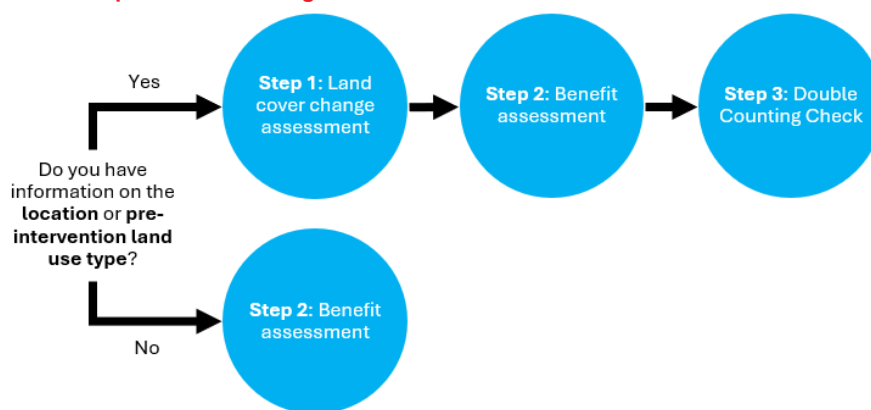 Yes
Step 1: Land
cover change
assessment
Step 2: Benefit
assessment
Step 3: Double
Counting Check
Do you have
information on the
location or pre-
intervention land
use type?
Step 2: Benefit
assessment
No